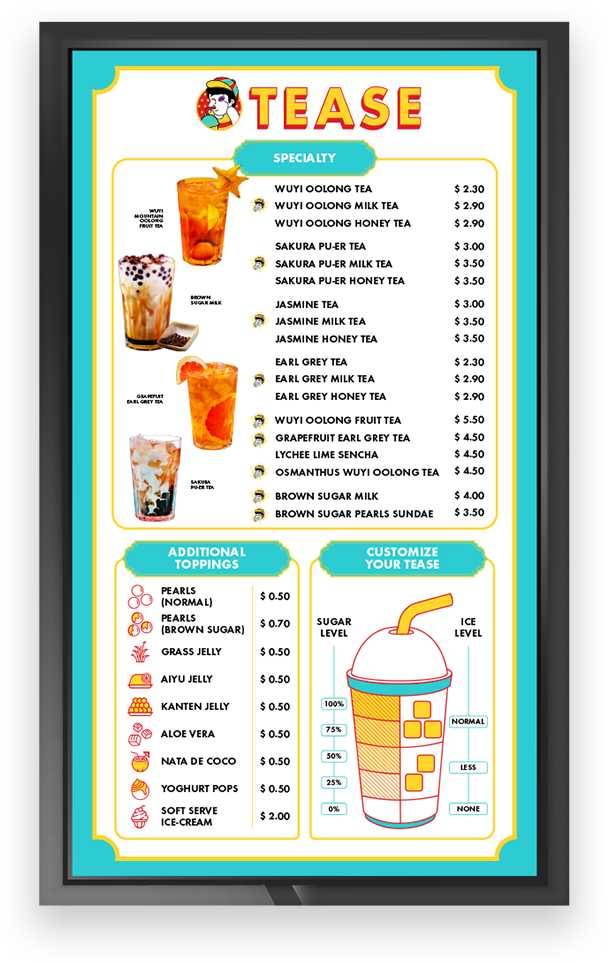 TEASE
SPECIALTY
WUYI
MOUNTAIN
OOLONG
FRUIT TEA
BROWN
SUGAR MILK
GRAPEFRUIT
EARL GREY TEA
SAKURA
PU-ER TEA
WUYI OOLONG TEA $ 2.30
WUYI OOLONG MILK TEA $ 2.90
WUYI OOLONG HONEY TEA $ 2.90
SAKURA PU-ER TEA $ 3.00
SAKURA PU-ER MILK TEA $ 3.50
SAKURA PU-ER HONEY TEA $ 3.50
JASMINE TEA $ 3.00
JASMINE MILK TEA $ 3.50
JASMINE HONEY TEA $ 3.50
EARL GREY TEA $ 2.30
EARL GREY MILK TEA $ 2.90
EARL GREY HONEY TEA $ 2.90
WUYI OOLONG FRUIT TEA $ 5.50
GRAPEFRUIT EARL GREY TEA $ 4.50
LYCHEE LIME SENCHA $ 4.50
OSMANTHUS WUYI OOLONG TEA $ 4.50
BROWN SUGAR MILK $ 4.00
BROWN SUGAR PEARLS SUNDAE $ 3.50
ADDITIONAL
TOPPINGS
PEARLS
(NORMAL) $ 0.50
PEARLS
(BROWN SUGAR) $ 0.70
GRASS JELLY $ 0.50
AIYU JELLY $ 0.50
KANTEN JELLY $ 0.50
ALOE VERA $ 0.50
NATA DE COCO $ 0.50
YOGHURT POPS $ 0.50
SOFT SERVE
ICE-CREAM $ 2.00
CUSTOMIZE
YOUR TEASE
SUGAR
LEVEL
100%
75%
50%
25%
0%
ICE
LEVEL
NORMAL
LESS
NONE